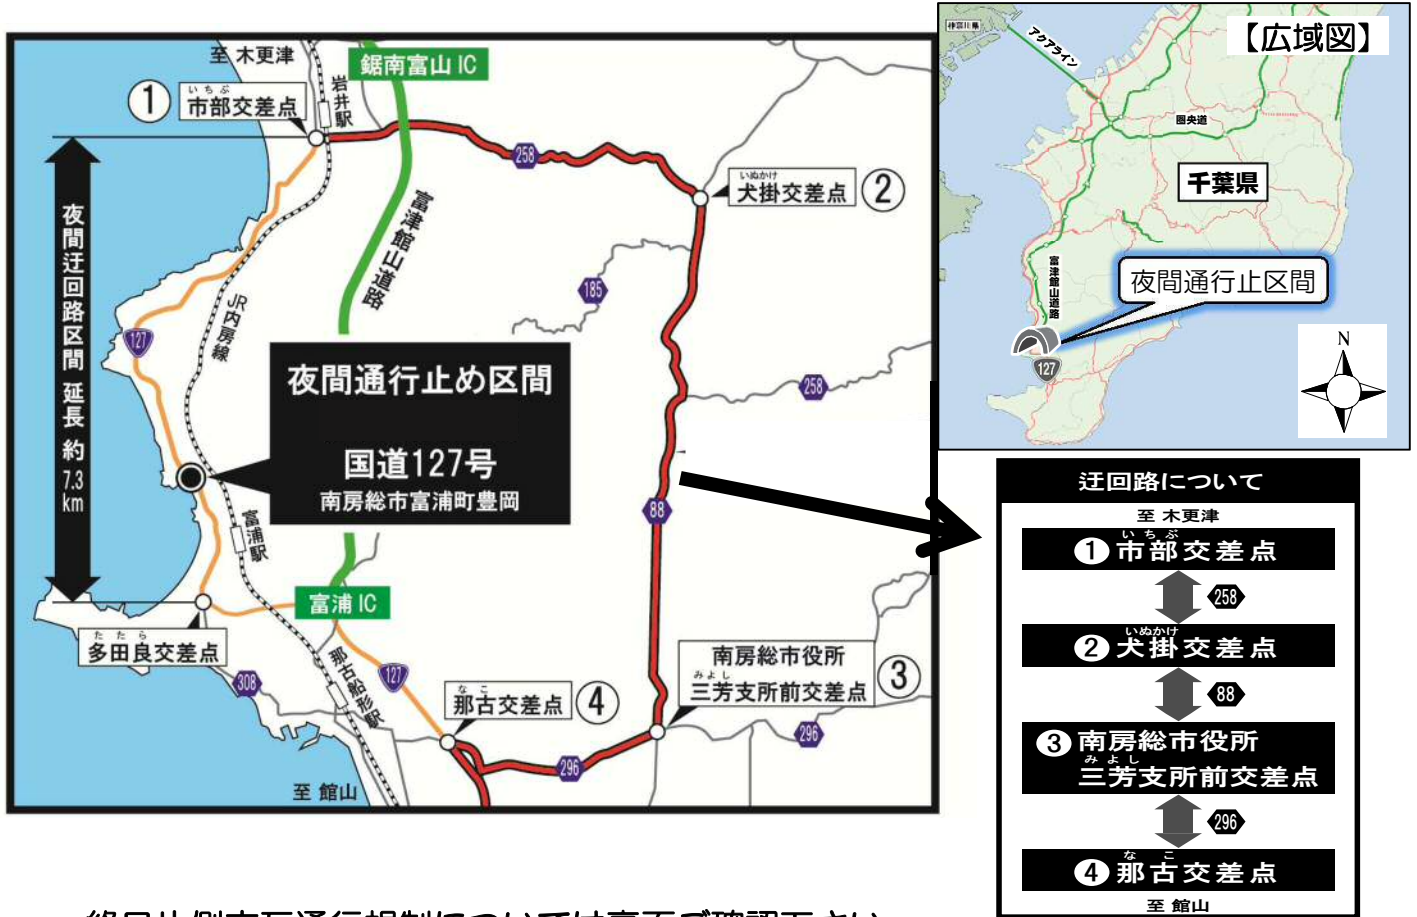 至 木更津
鋸南富山 IC
岩井駅
①
いちぶ
市部交差点
258
いぬかけ
犬掛交差点
②
富津館山道路
185
JR内房線
127
夜間迂回路区間 延長 約 7.3 km
夜間通行止め区間
国道127号
南房総市富浦町豊岡
258
88
富浦駅
富浦 IC
たたら
多田良交差点
308
那古船形駅
127
なこ
那古交差点
④
南房総市役所
みよし
三芳支所前交差点
③
296
296
至 館山
【広域図】
神奈川県
アクアライン
圏央道
千葉県
富津館山道路
夜間通行止区間
127
N
迂回路について
至 木更津
いちぶ
①市部交差点
258
いぬかけ
②犬掛交差点
88
③南房総市役所
みよし
三芳支所前交差点
296
なこ
④那古交差点
至 館山